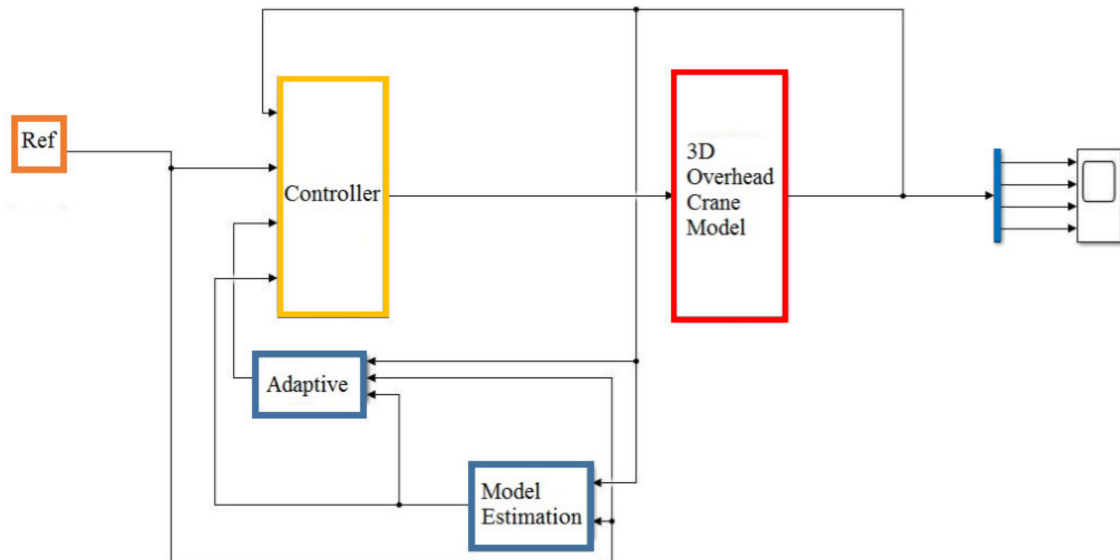 Ref
Controller
3D
Overhead
Crane
Model
Adaptive
Model
Estimation